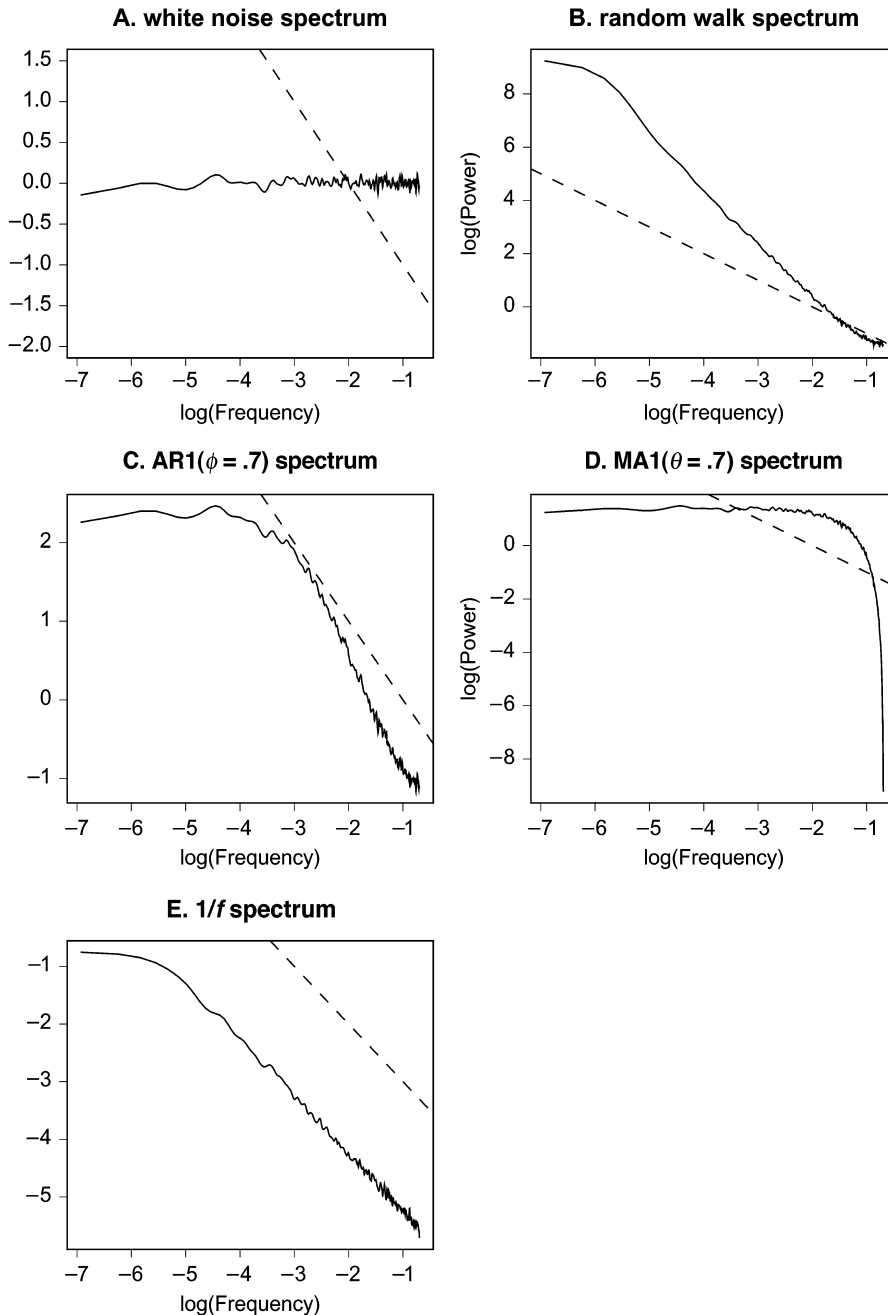 A. white noise spectrum
1.5
1.0
0.5
0.0
−0.5
−1.0
−1.5
−2.0
−7 −6 −5 −4 −3 −2 −1
log(Frequency)
B. random walk spectrum
log(Power)
8
6
4
2
0
−7 −6 −5 −4 −3 −2 −1
log(Frequency)
C. AR1(ϕ = .7) spectrum
2
1
0
−1
−7 −6 −5 −4 −3 −2 −1
log(Frequency)
D. MA1(θ = .7) spectrum
log(Power)
0
−2
−4
−6
−8
−7 −6 −5 −4 −3 −2 −1
log(Frequency)
E. 1/f spectrum
−1
−2
−3
−4
−5
−7 −6 −5 −4 −3 −2 −1
log(Frequency)